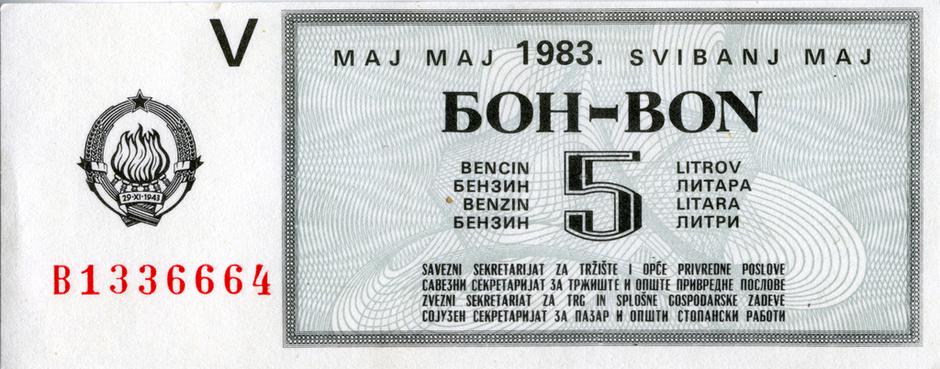 V
МАЈ MAJ 1983. SVIBANJ MAJ
БОН-BON
BENCIN 5 LITROV
БЕНЗИН ЛИТАРА
BENZIN LITARA
БЕНЗИН ЛИТРИ
29·XI·1943
B1336664
SAVEZNI SEKRETARIJAT ZA TRŽIŠTE I OPĆE PRIVREDNE POSLOVE
САВЕЗНИ СЕКРЕТАРИЈАТ ЗА ТРЖИШТЕ И ОПШТЕ ПРИВРЕДНЕ ПОСЛОВЕ
ZVEZNI SEKRETARIAT ZA TRG IN SPLOŠNE GOSPODARSKE ZADEVE
СОЈУЗЕН СЕКРЕТАРИЈАТ ЗА ПАЗАР И ОПШТИ СТОПАНСКИ РАБОТИ